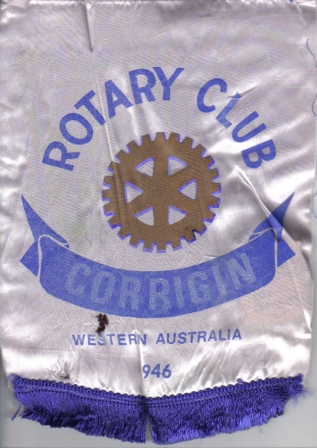 ROTARY CLUB
CORRIGIN
WESTERN AUSTRALIA
946